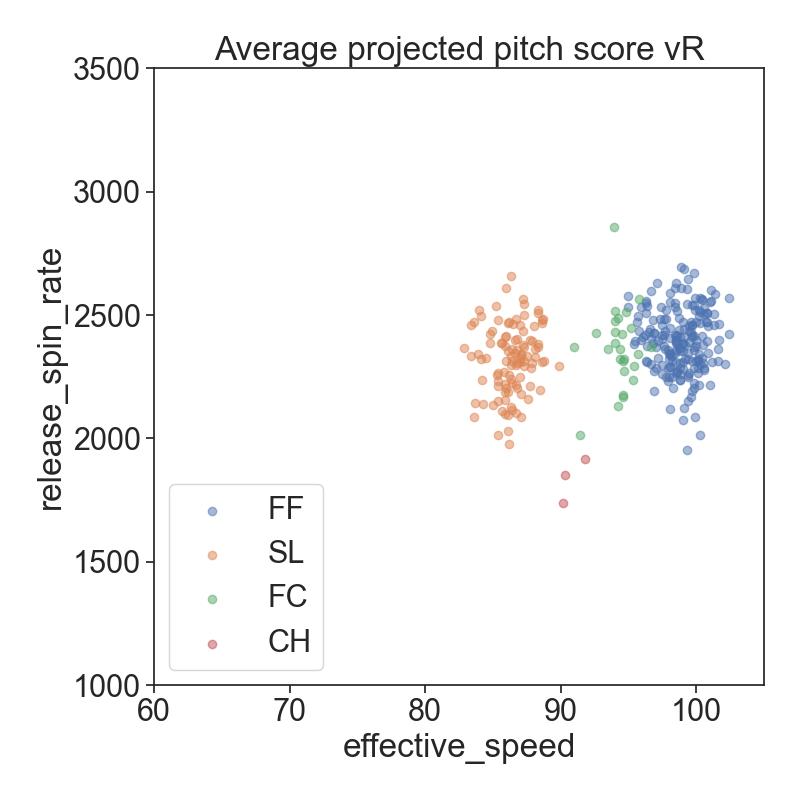 Average projected pitch score vR
3500
3000
2500
2000
1500
1000
release_spin_rate
FF
SL
FC
CH
60 70 80 90 100
effective_speed